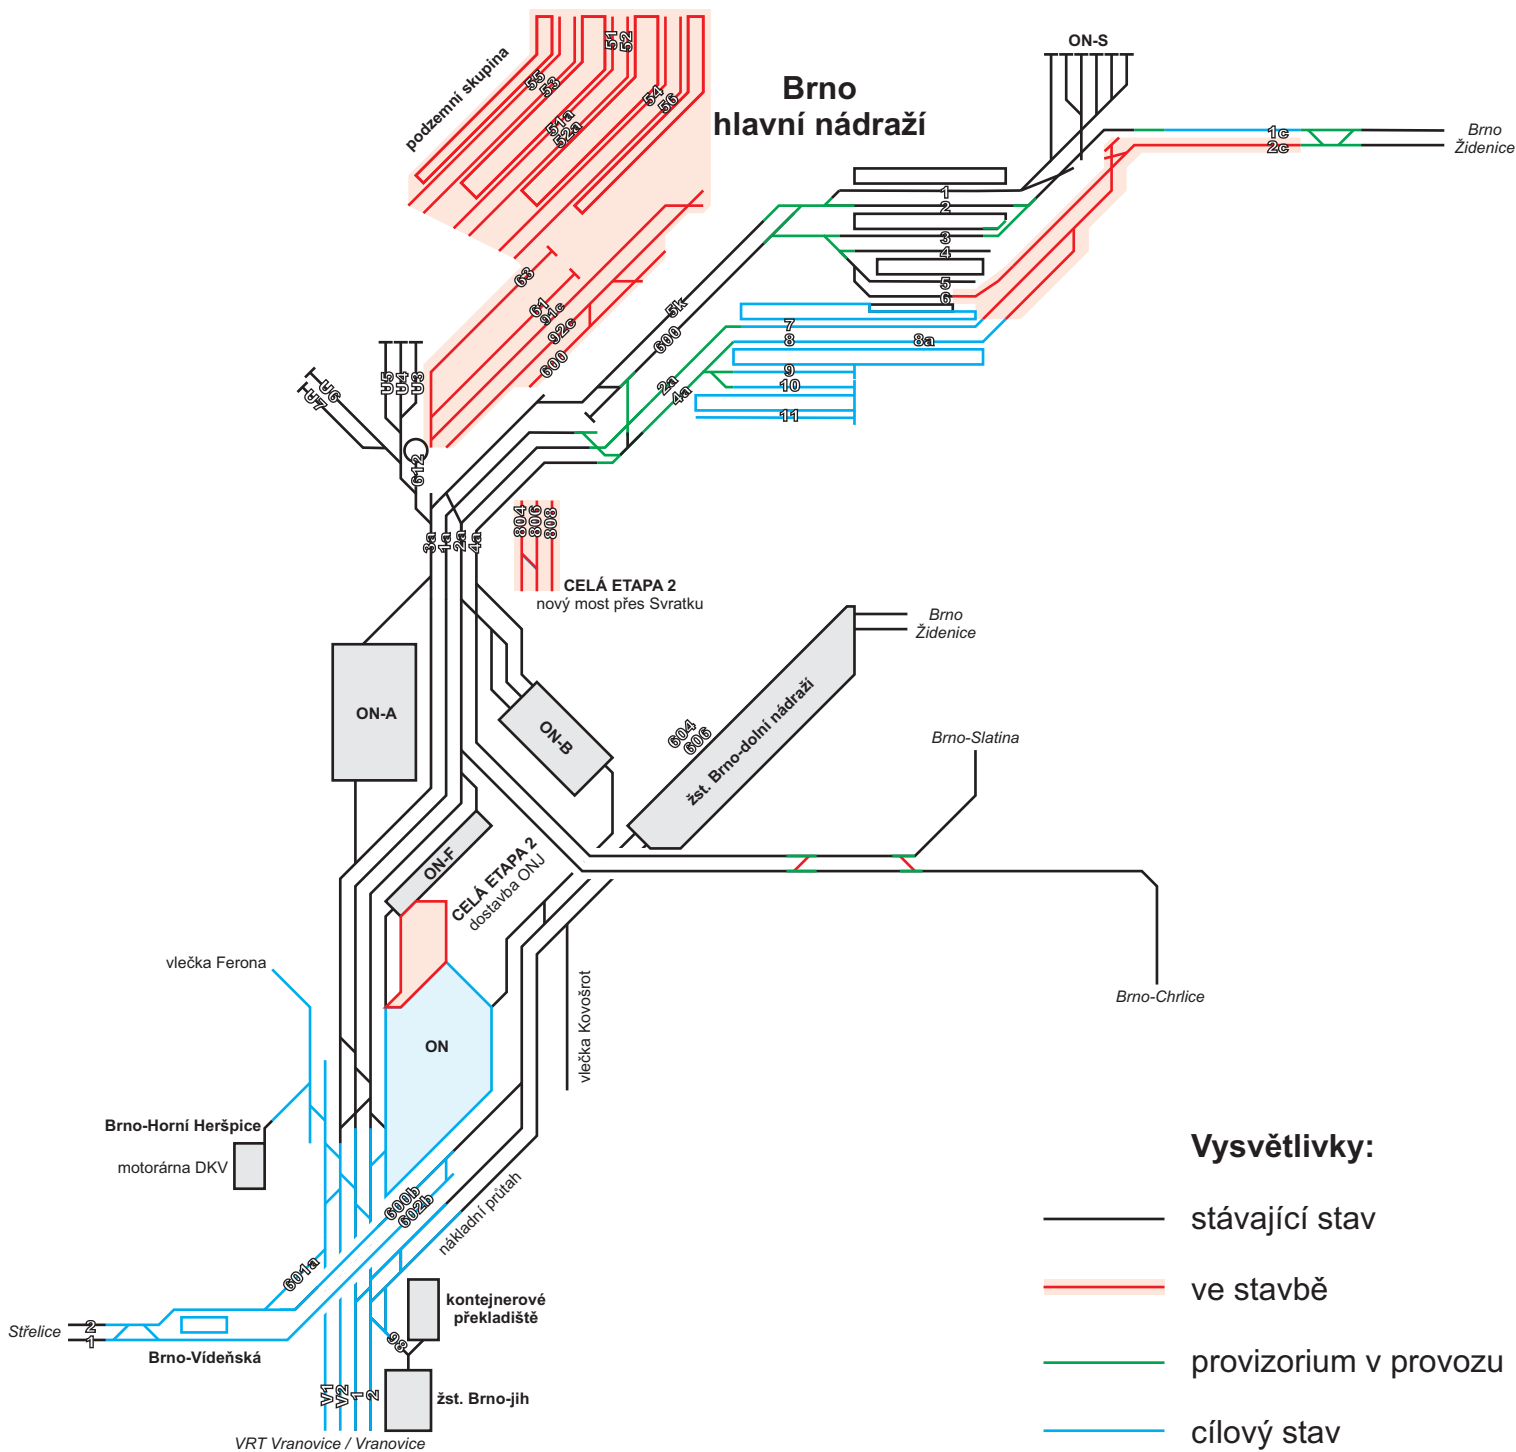 ON-S
podzemní skupina
55
53
51
52
51a
52a
54
56
Brno
hlavní nádraží
1c
2c
Brno
Židenice
1
2
3
4
5
6
7
8
8a
9
10
11
63
61
91c
92c
600
5k
600
2a
4a
U5
U4
U3
U6
U7
612
3a
1a
2a
4a
804
806
808
CELÁ ETAPA 2
nový most přes Svratku
Brno
Židenice
ON-A
ON-B
604
606
žst. Brno-dolní nádraží
Brno-Slatina
ON-F
CELÁ ETAPA 2
dostavba ONJ
vlečka Ferona
Brno-Chrlice
vlečka Kovošrot
ON
Brno-Horní Heršpice
motorárna DKV
600b
602b
nákladní průtah
601a
Střelice
2
1
Brno-Vídeňská
kontejnerové
překladiště
98
žst. Brno-jih
V1
V2
1
2
VRT Vranovice / Vranovice
Vysvětlivky:
stávající stav
ve stavbě
provizorium v provozu
cílový stav